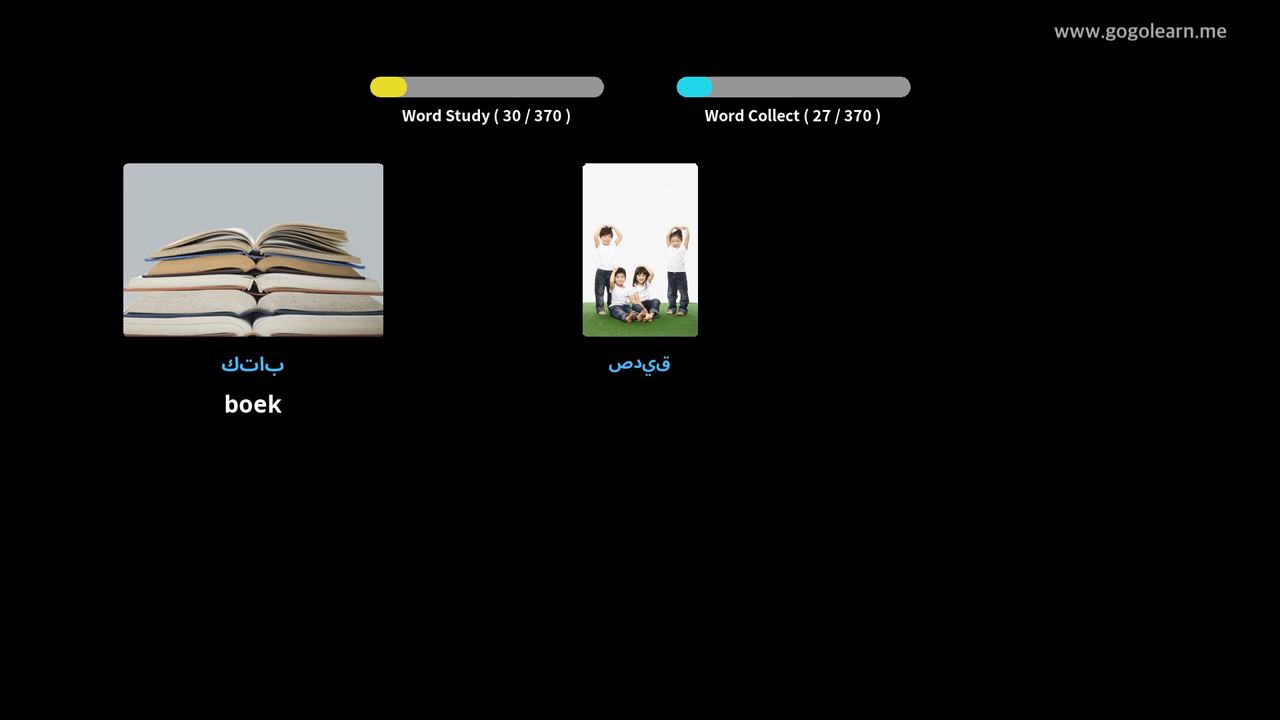 www.gogolearn.me
Word Study ( 30 / 370 )
Word Collect ( 27 / 370 )
باتك
boek
قيدص